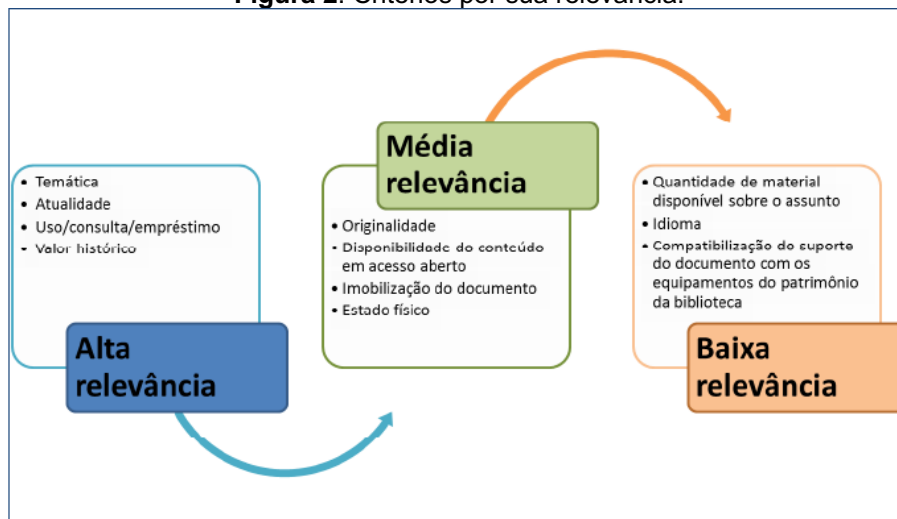 Figura 2. Critérios por sua relevância.
• Temática
• Atualidade
• Uso/consulta/empréstimo
• Valor histórico
Alta
relevância
Média
relevância
• Originalidade
• Disponibilidade do conteúdo
em acesso aberto
• Imobilização do documento
• Estado físico
• Quantidade de material
disponível sobre o assunto
• Idioma
• Compatibilização do suporte
do documento com os
equipamentos do patrimônio
da biblioteca
Baixa
relevância